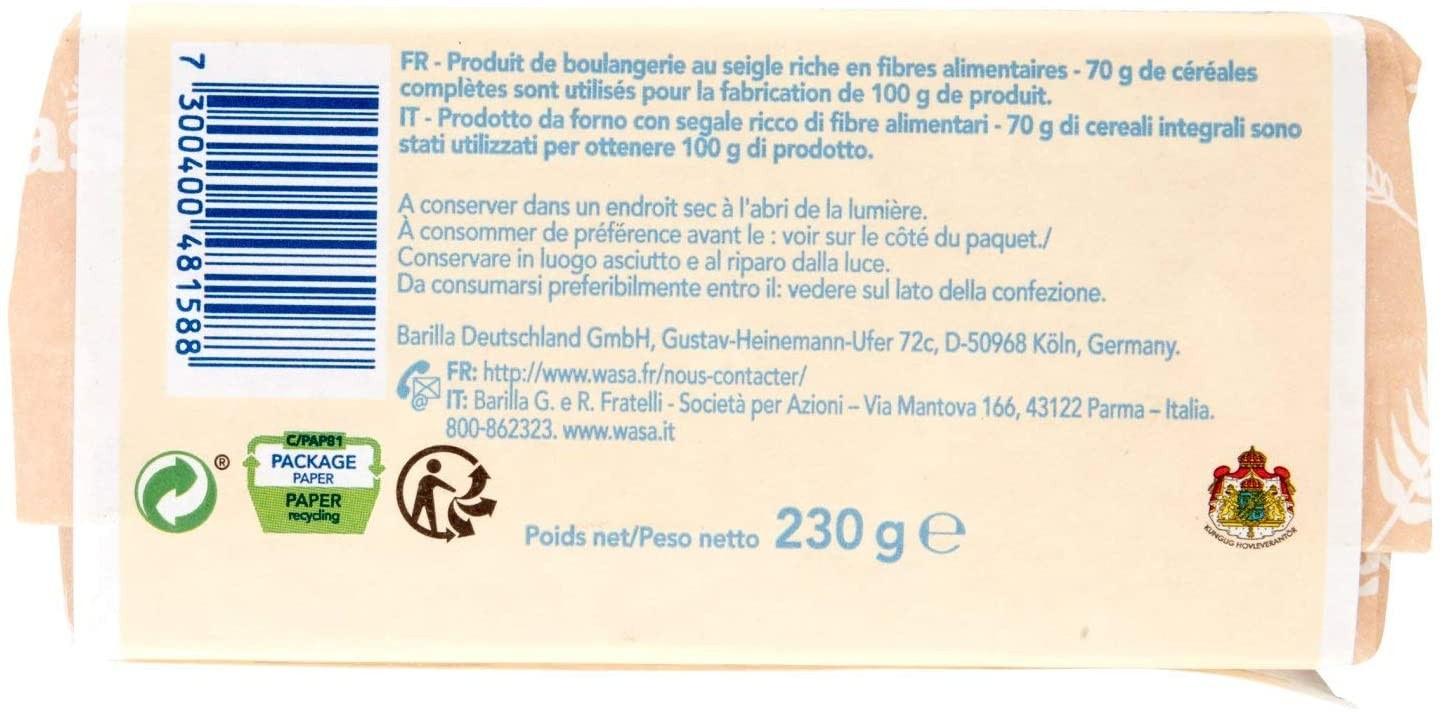 7 300400 481588
FR - Produit de boulangerie au seigle riche en fibres alimentaires - 70 g de céréales
complètes sont utilisés pour la fabrication de 100 g de produit.
IT - Prodotto da forno con segale ricco di fibre alimentari - 70 g di cereali integrali sono
stati utilizzati per ottenere 100 g di prodotto.
A conserver dans un endroit sec à l'abri de la lumière.
À consommer de préférence avant le : voir sur le côté du paquet./
Conservare in luogo asciutto e al riparo dalla luce.
Da consumarsi preferibilmente entro il: vedere sul lato della confezione.
Barilla Deutschland GmbH, Gustav-Heinemann-Ufer 72c, D-50968 Köln, Germany.
FR: http://www.wasa.fr/nous-contacter/
@ IT: Barilla G. e R. Fratelli - Società per Azioni – Via Mantova 166, 43122 Parma – Italia.
800-862323. www.wasa.it
®
C/PAP81
PACKAGE
PAPER
PAPER
recycling
Poids net/Peso netto 230 g ℮
KUNGLIG HOVLEVERANTÖR
as